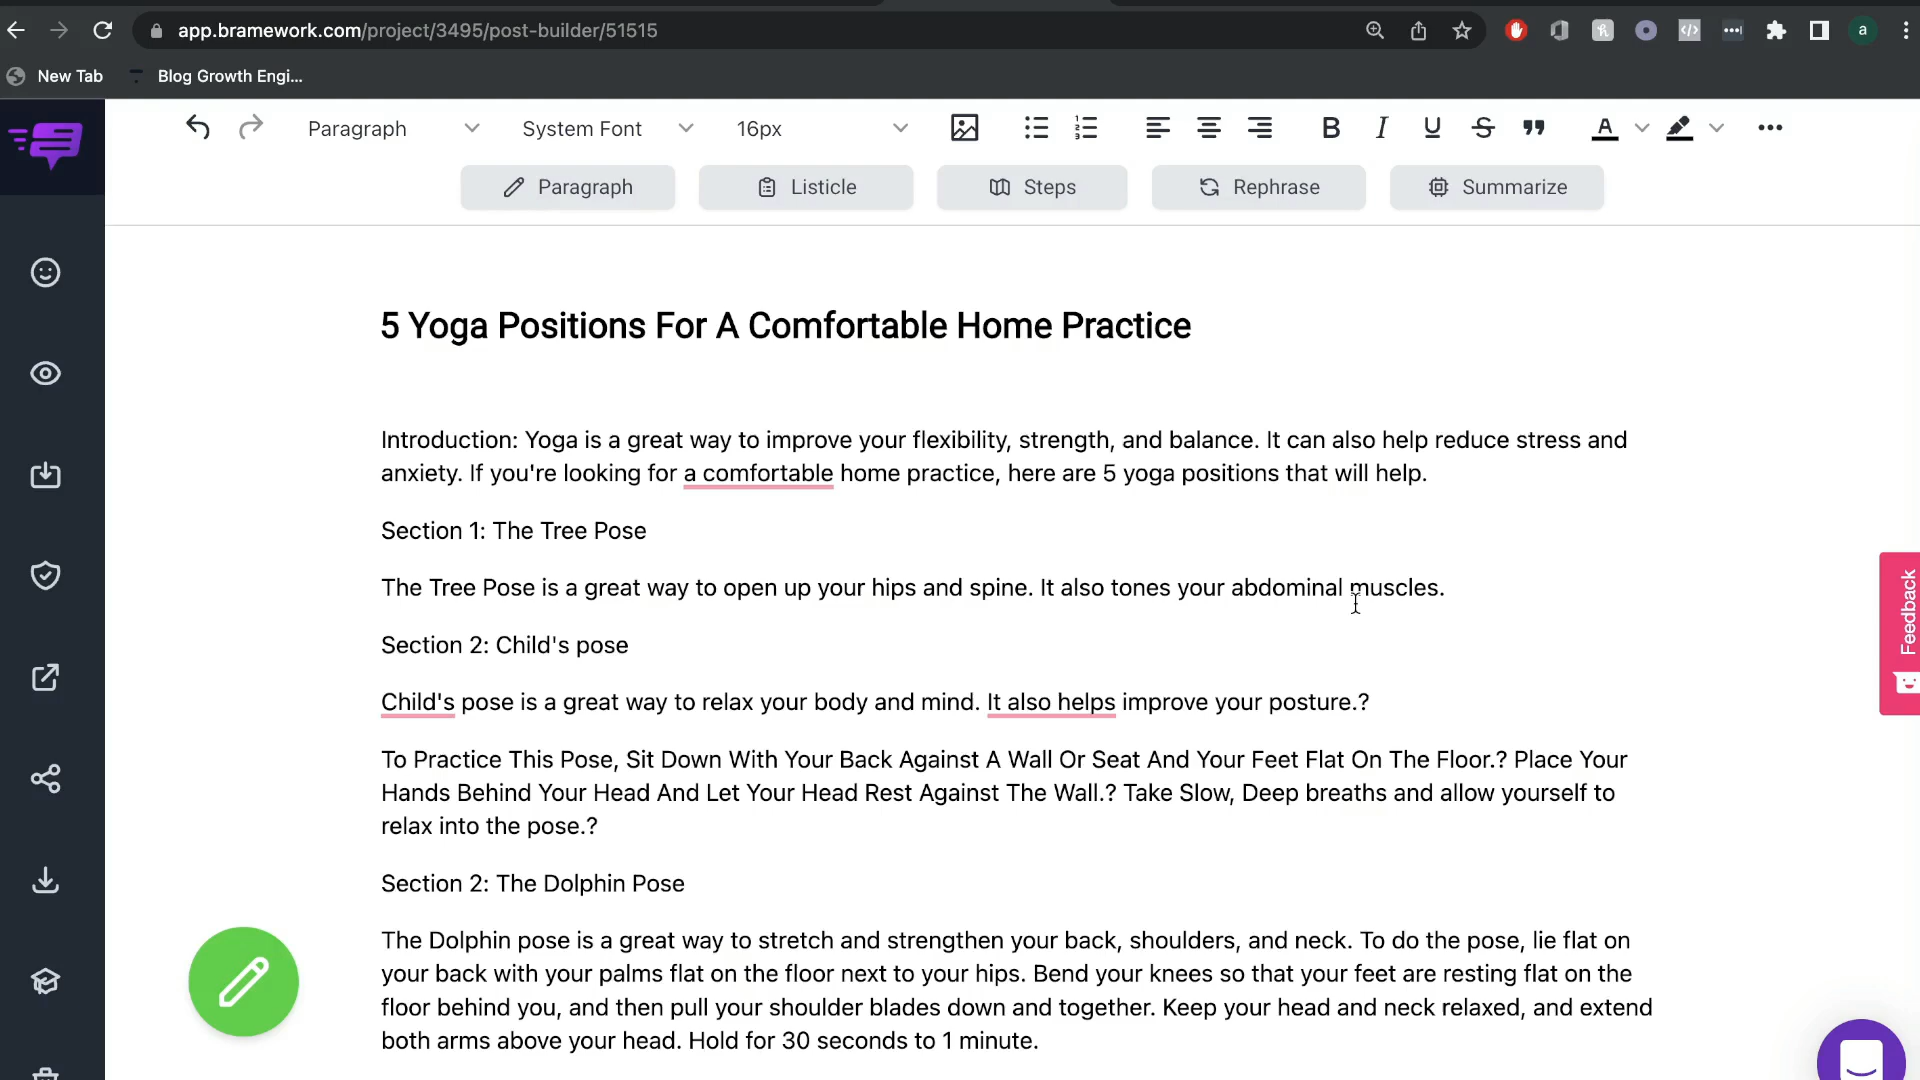 app.bramework.com/project/3495/post-builder/51515
a
New Tab
Blog Growth Engi...
Paragraph
System Font
16px
Paragraph
Listicle
Steps
Rephrase
Summarize
5 Yoga Positions For A Comfortable Home Practice
Introduction: Yoga is a great way to improve your flexibility, strength, and balance. It can also help reduce stress and
anxiety. If you're looking for a comfortable home practice, here are 5 yoga positions that will help.
Section 1: The Tree Pose
The Tree Pose is a great way to open up your hips and spine. It also tones your abdominal muscles.
Section 2: Child's pose
Child's pose is a great way to relax your body and mind. It also helps improve your posture.?
To Practice This Pose, Sit Down With Your Back Against A Wall Or Seat And Your Feet Flat On The Floor.? Place Your
Hands Behind Your Head And Let Your Head Rest Against The Wall.? Take Slow, Deep breaths and allow yourself to
relax into the pose.?
Section 2: The Dolphin Pose
The Dolphin pose is a great way to stretch and strengthen your back, shoulders, and neck. To do the pose, lie flat on
your back with your palms flat on the floor next to your hips. Bend your knees so that your feet are resting flat on the
floor behind you, and then pull your shoulder blades down and together. Keep your head and neck relaxed, and extend
both arms above your head. Hold for 30 seconds to 1 minute.
Feedback